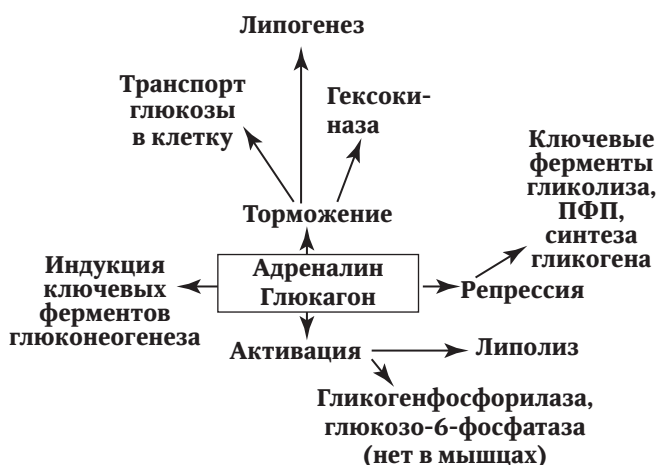 Липогенез
Транспорт
глюкозы
в клетку
Гексоки-
наза
Ключевые
ферменты
гликолиза,
ПФП,
синтеза
гликогена
Торможение
Индукция
ключевых
ферментов
глюконеогенеза
Адреналин
Глюкагон
Репрессия
Активация
Липолиз
Гликогенфосфорилаза,
глюкозо-6-фосфатаза
(нет в мышцах)